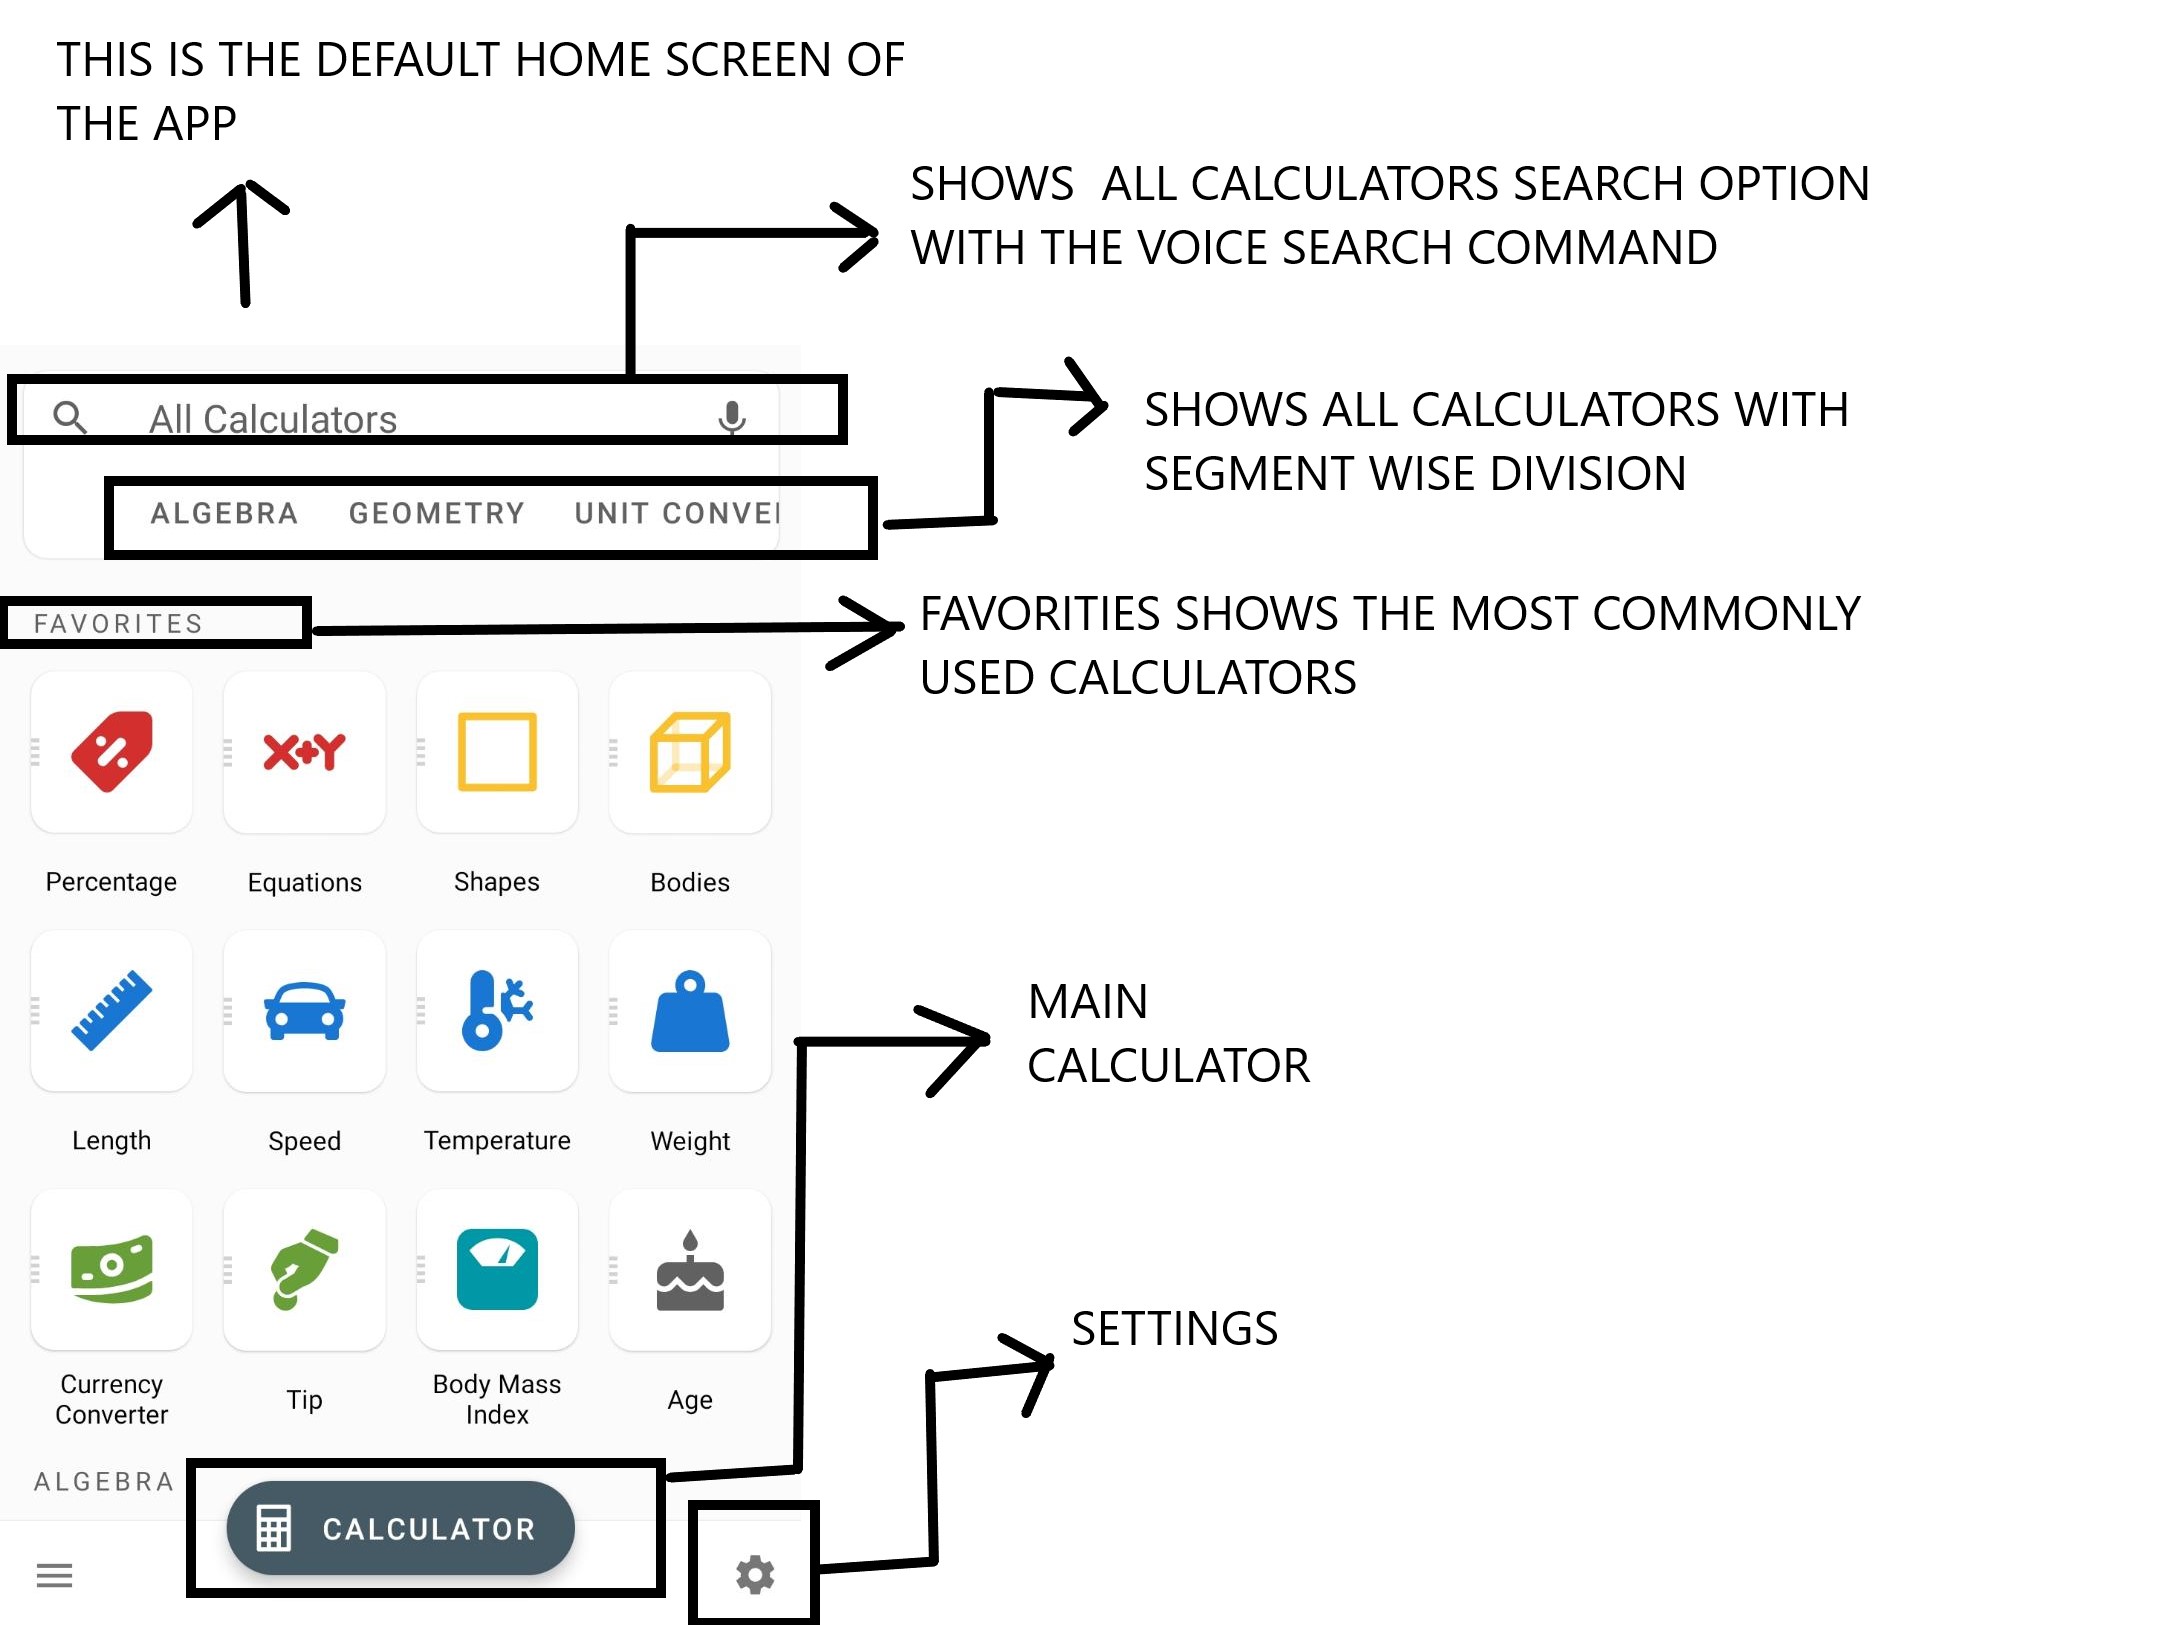 THIS IS THE DEFAULT HOME SCREEN OF
THE APP
SHOWS ALL CALCULATORS SEARCH OPTION
WITH THE VOICE SEARCH COMMAND
All Calculators
SHOWS ALL CALCULATORS WITH
SEGMENT WISE DIVISION
ALGEBRA GEOMETRY UNIT CONVE
FAVORITES
FAVORITIES SHOWS THE MOST COMMONLY
USED CALCULATORS
X+Y
Percentage Equations Shapes Bodies
MAIN
CALCULATOR
Length Speed Temperature Weight
SETTINGS
Currency
Converter
Tip
Body Mass
Index
Age
ALGEBRA
CALCULATOR